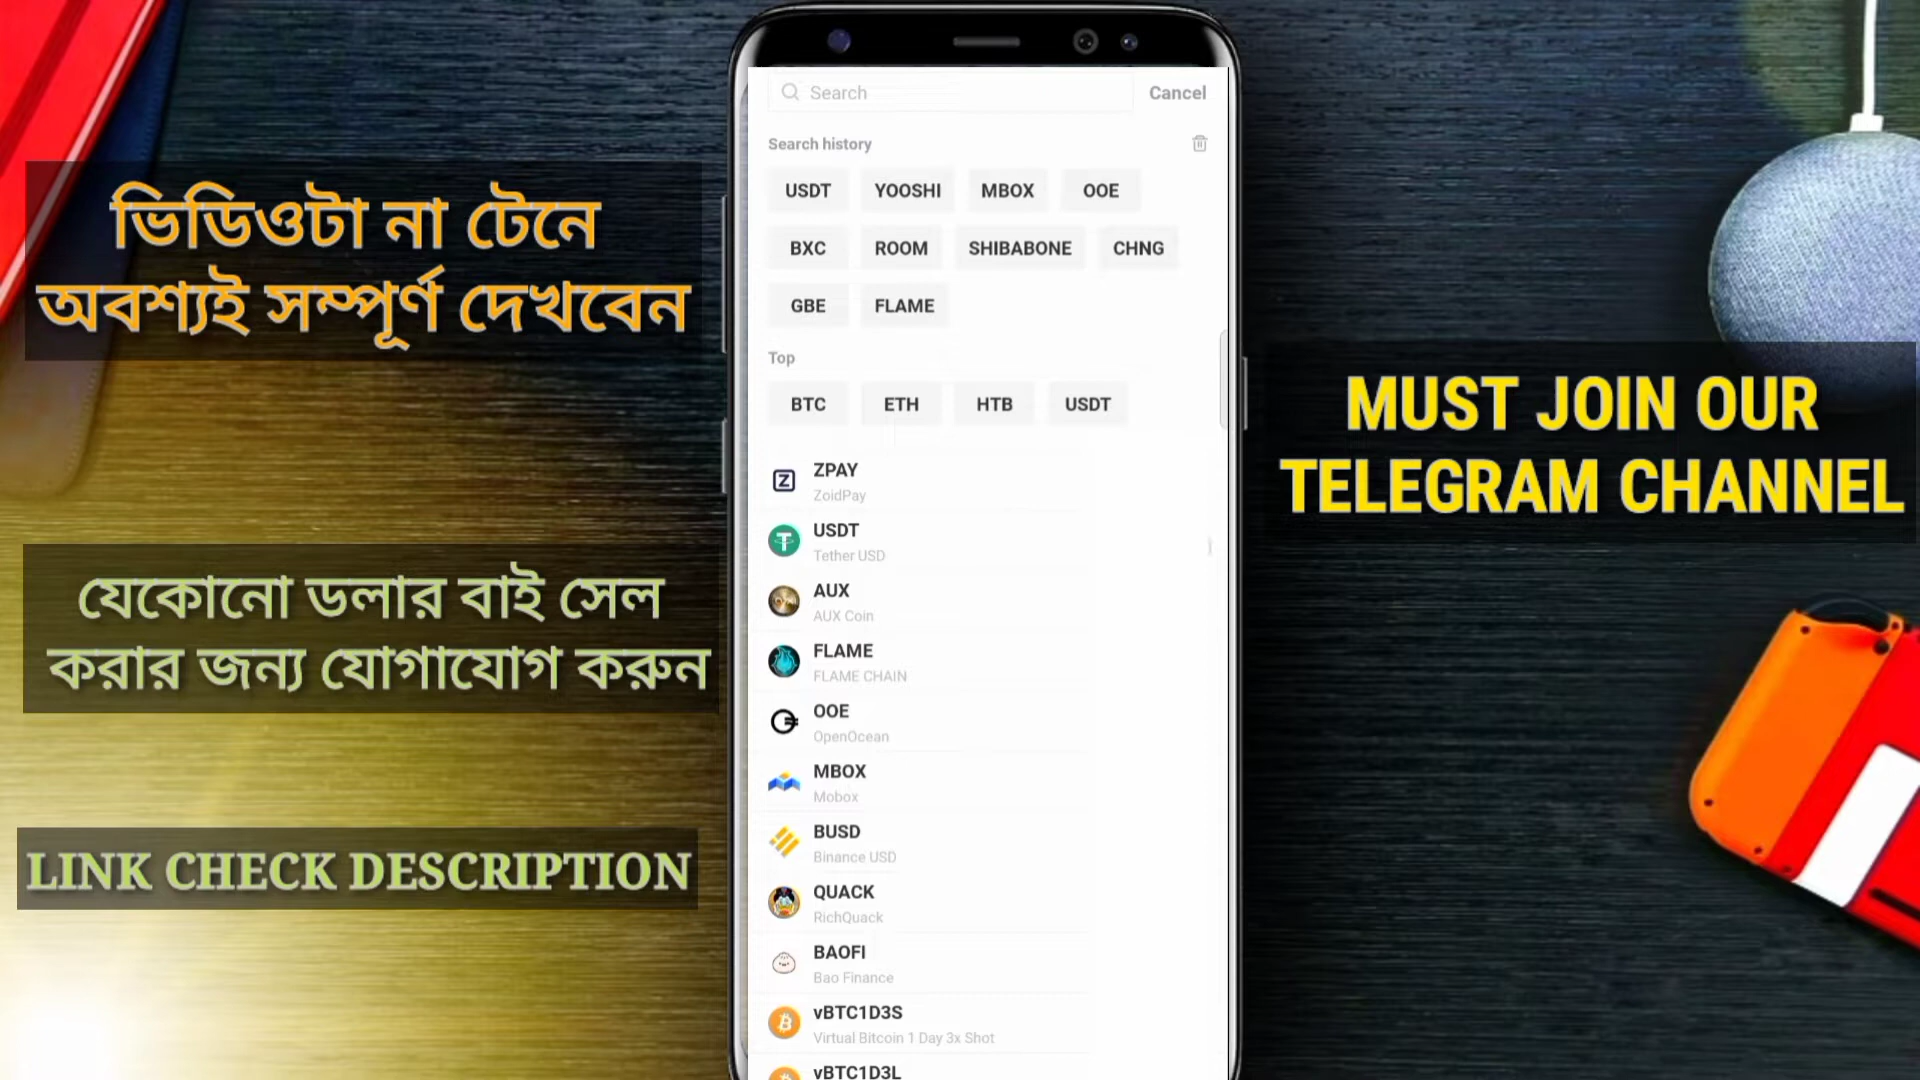 ভিডিওটা না টেনে
অবশ্যই সম্পূর্ণ দেখবেন
যেকোনো ডলার বাই সেল
করার জন্য যোগাযোগ করুন
LINK CHECK DESCRIPTION
Search
Cancel
Search history
USDT YOOSHI MBOX OOE
BXC ROOM SHIBABONE CHNG
GBE FLAME
Top
BTC ETH HTB USDT
ZPAY
ZoidPay
USDT
Tether USD
AUX
AUX Coin
FLAME
FLAME CHAIN
OOE
OpenOcean
MBOX
Mobox
BUSD
Binance USD
QUACK
RichQuack
BAOFI
Bao Finance
vBTC1D3S
Virtual Bitcoin 1 Day 3x Shot
vBTC1D3L
MUST JOIN OUR
TELEGRAM CHANNEL